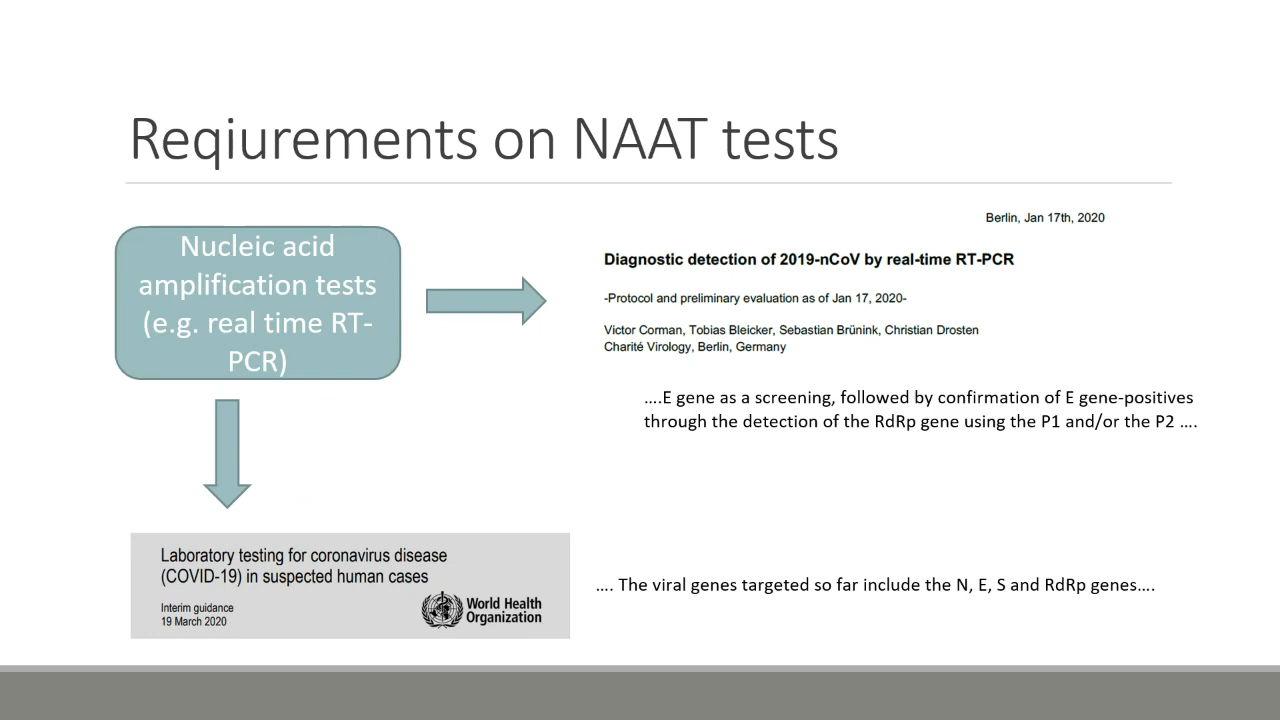 Reqiurements on NAAT tests
Nucleic acid
amplification tests
(e.g. real time RT-
PCR)
Berlin, Jan 17th, 2020
Diagnostic detection of 2019-nCoV by real-time RT-PCR
-Protocol and preliminary evaluation as of Jan 17, 2020-
Victor Corman, Tobias Bleicker, Sebastian Brünink, Christian Drosten
Charité Virology, Berlin, Germany
....E gene as a screening, followed by confirmation of E gene-positives
through the detection of the RdRp gene using the P1 and/or the P2 ....
Laboratory testing for coronavirus disease
(COVID-19) in suspected human cases
Interim guidance
19 March 2020
World Health
Organization
.... The viral genes targeted so far include the N, E, S and RdRp genes....